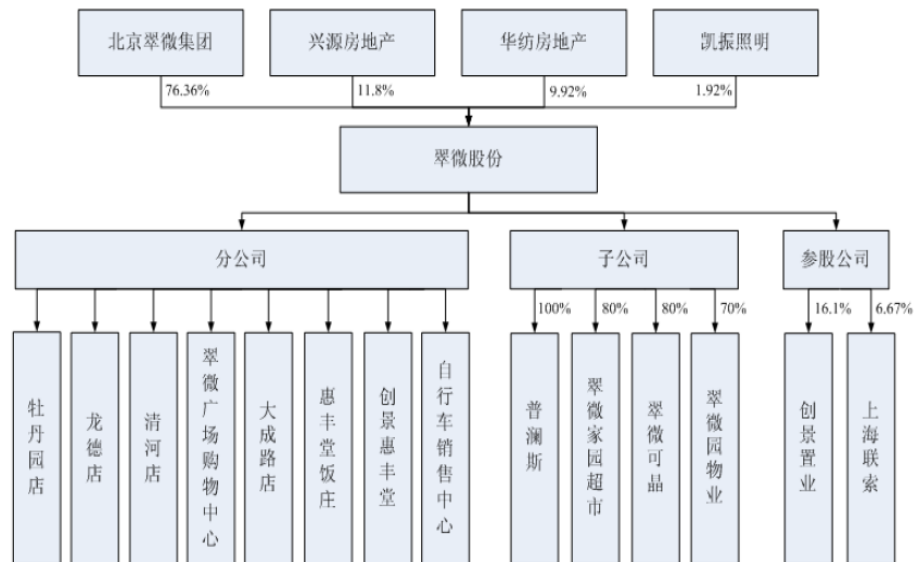 北京翠微集团
兴源房地产
华纺房地产
凯振照明
76.36%
11.8%
9.92%
1.92%
翠微股份
分公司
子公司
参股公司
100%
80%
80%
70%
16.1%
6.67%
牡丹园店
龙德店
清河店
翠微广场购物中心
大成路店
惠丰堂饭庄
创景惠丰堂
自行车销售中心
普澜斯
翠微家园超市
翠微可晶
翠微园物业
创景置业
上海联索